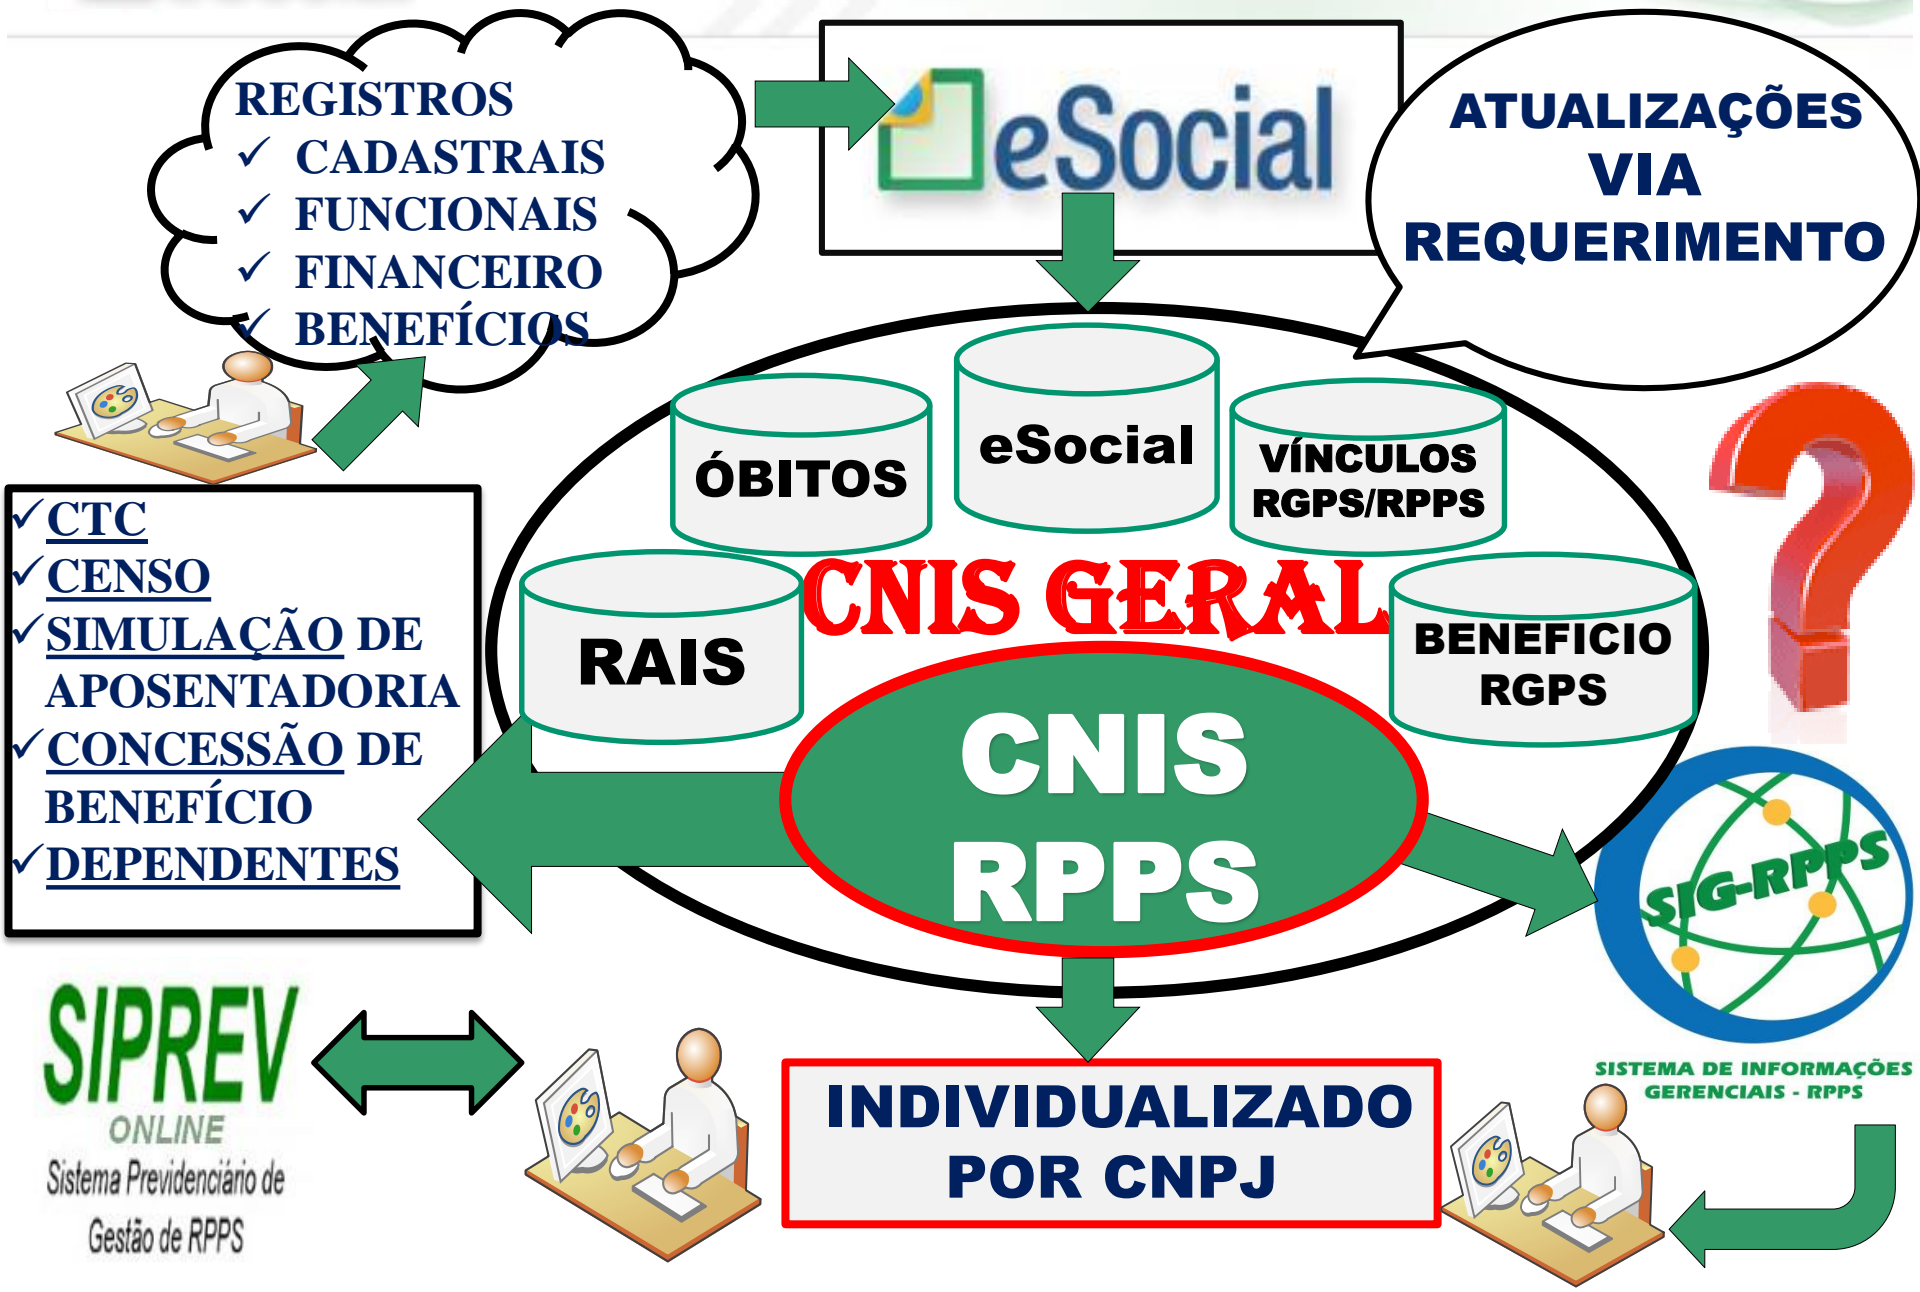 REGISTROS
✓ CADASTRAIS
✓ FUNCIONAIS
✓ FINANCEIRO
✓ BENEFÍCIOS
eSocial
ATUALIZAÇÕES
VIA
REQUERIMENTO
eSocial
ÓBITOS
VÍNCULOS
RGPS/RPPS
RAIS
CNIS GERAL
BENEFICIO
RGPS
CNIS
RPPS
✓CTC
✓CENSO
✓SIMULAÇÃO DE
APOSENTADORIA
✓CONCESSÃO DE
BENEFÍCIO
✓DEPENDENTES
SIG-RPPS
SISTEMA DE INFORMAÇÕES
GERENCIAIS - RPPS
SIPREV
ONLINE
Sistema Previdenciário de
Gestão de RPPS
INDIVIDUALIZADO
POR CNPJ